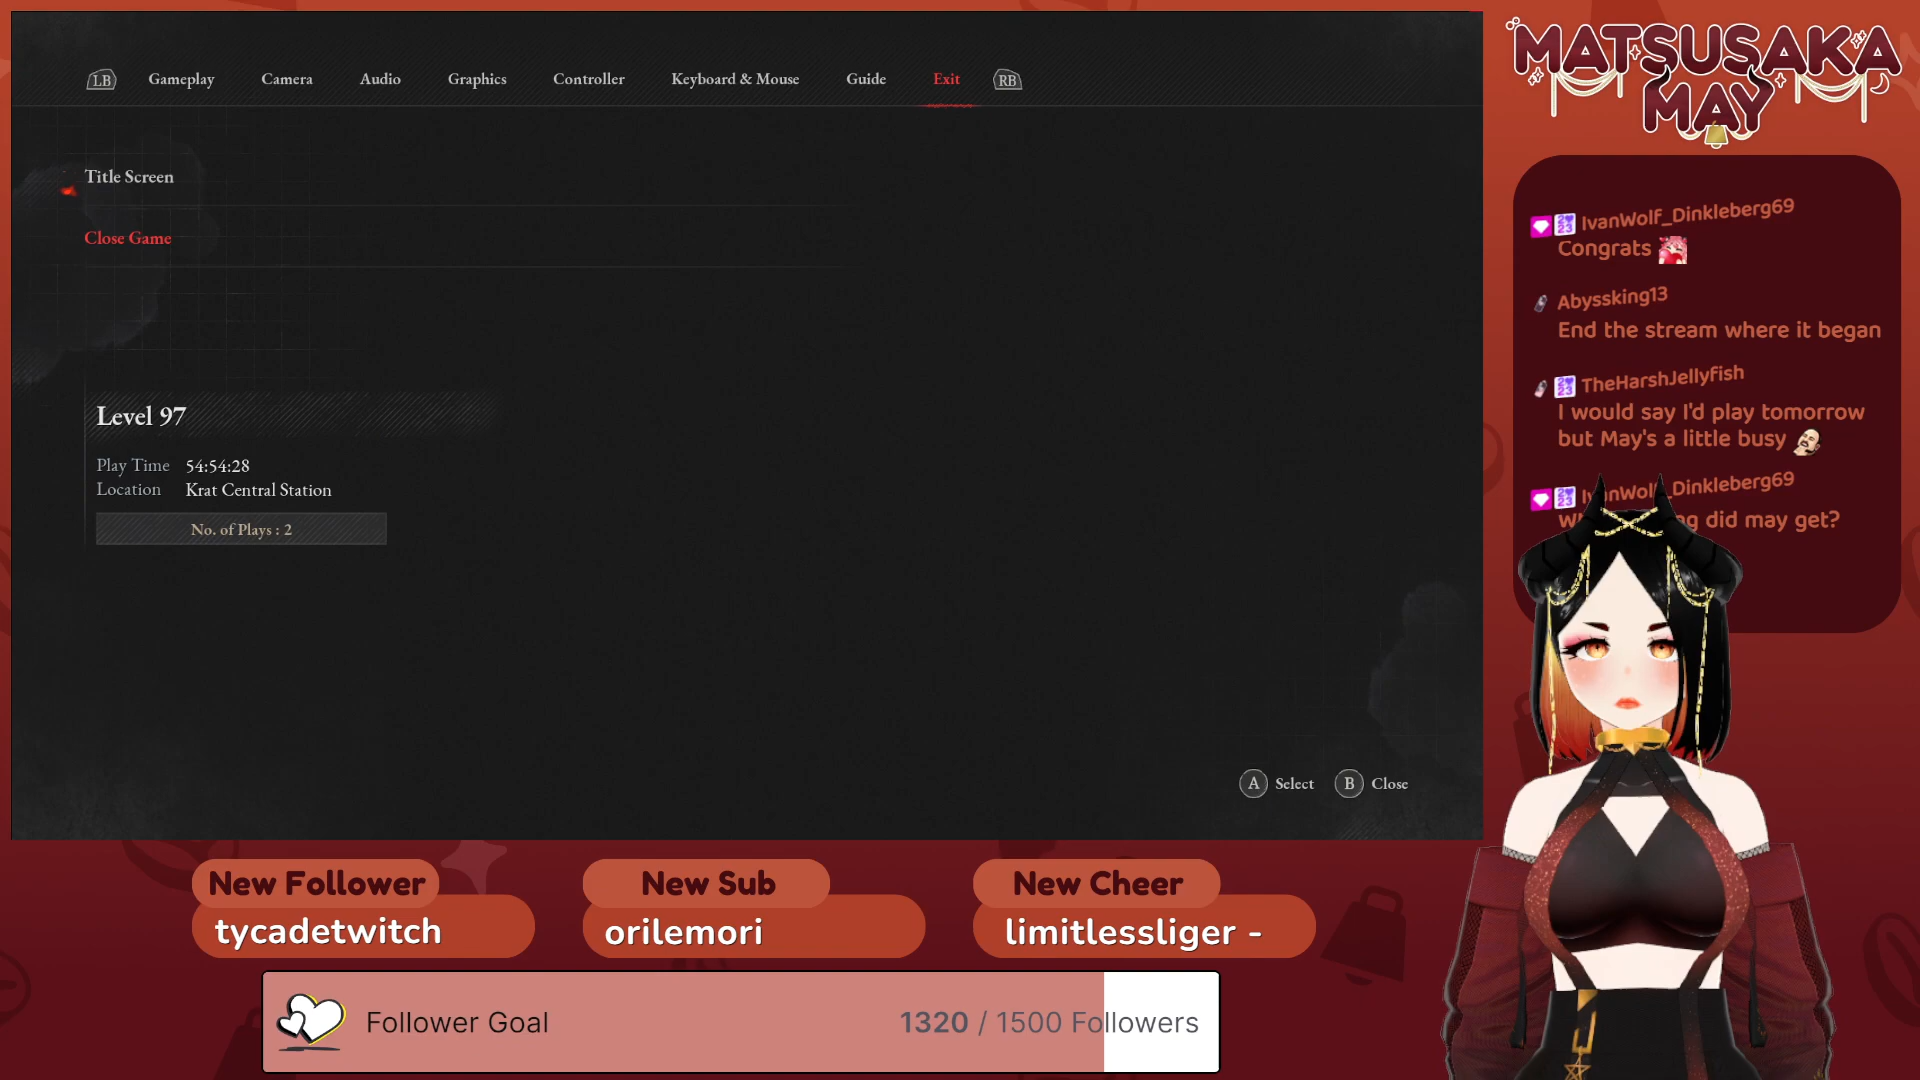 LB Gameplay Camera Audio Graphics Controller Keyboard & Mouse Guide Exit RB
Title Screen
Close Game
Level 97
Play Time 54:54:28
Location Krat Central Station
No. of Plays : 2
A Select B Close
MATSUSAKA
MAY
IvanWolf_Dinkleberg69
Congrats
Abyssking13
End the stream where it began
TheHarshJellyfish
I would say I'd play tomorrow
but May's a little busy
Dinkleberg69
did may get?
New Follower
tycadetwitch
New Sub
orilemori
New Cheer
limitlessliger -
Follower Goal 1320 / 1500 Followers